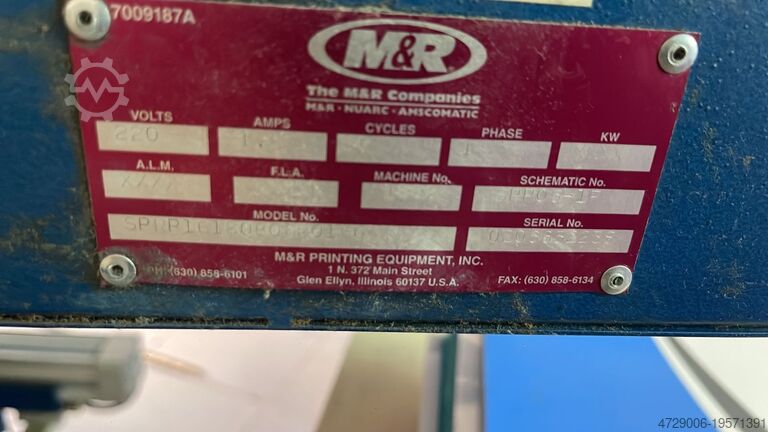 7009187A
M&R
The M&R Companies
M&R • NUARC • AMSCOMATIC
VOLTS AMPS CYCLES PHASE KW
220
A.L.M. F.L.A. MACHINE No. SCHEMATIC No.
MODEL No. SERIAL No.
M&R PRINTING EQUIPMENT, INC.
1 N. 372 Main Street
PH: (630) 858-6101 Glen Ellyn, Illinois 60137 U.S.A. FAX: (630) 858-6134
4729006-19571391